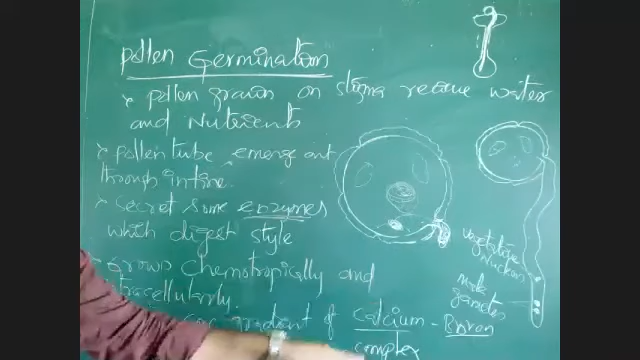 Pollen Germination
x pollen grain on stigma receive water
and Nutrients
x pollen tube emerge out
through intine.
x secret some enzymes
which digest style
Grows chemotropically and
tracellularly.
gradient of calcium - Boron
complex
vegetative
nucleus
male
gametes